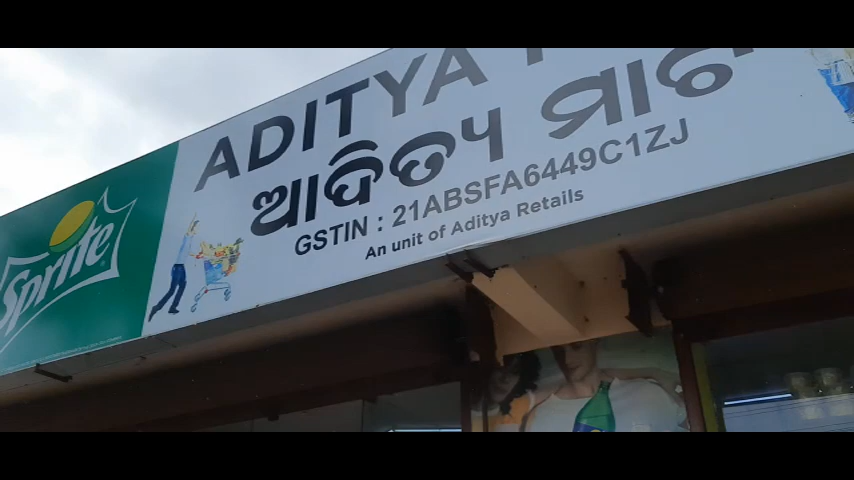 Sprite
ADITYA
ଆଦିତ୍ୟ ମାର୍ଟ
GSTIN : 21ABSFA6449C1ZJ
An unit of Aditya Retails